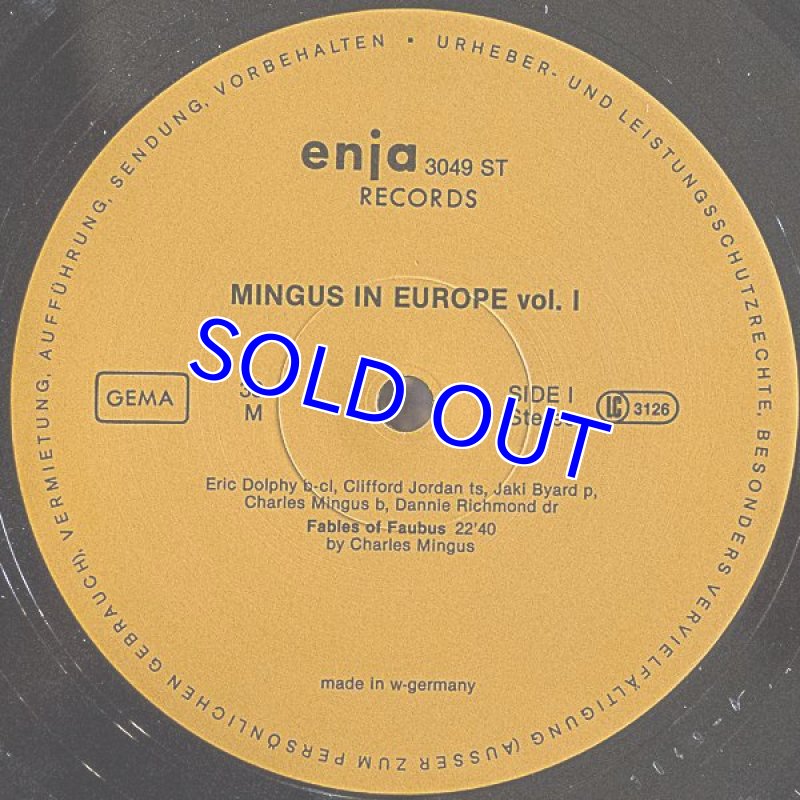 URHEBER- UND LEISTUNGSSCHUTZRECHTE, BESONDERS VERVIELFÄLTIGUNG (AUSSER ZUM PERSÖNLICHEN GEBRAUCH), VERMIETUNG, AUFFÜHRUNG, SENDUNG, VORBEHALTEN •
enja 3049 ST
RECORDS
MINGUS IN EUROPE vol. I
SOLD OUT
GEMA
M
SIDE I
Stereo
LC 3126
Eric Dolphy b-cl, Clifford Jordan ts, Jaki Byard p,
Charles Mingus b, Dannie Richmond dr
Fables of Faubus 22'40
by Charles Mingus
made in w-germany